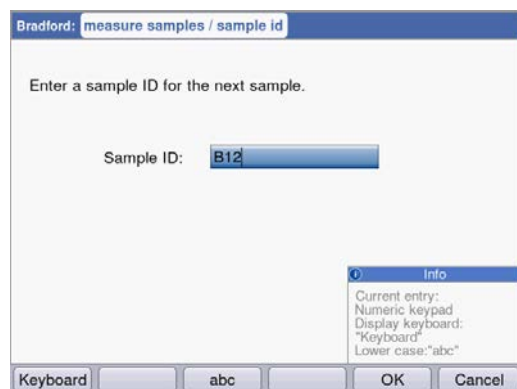 Bradford: measure samples / sample id
Enter a sample ID for the next sample.
Sample ID: B12
Info
Current entry:
Numeric keypad
Display keyboard:
"Keyboard"
Lower case:"abc"
Keyboard abc OK Cancel